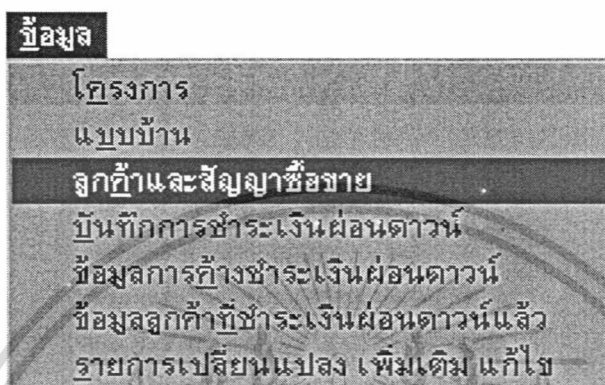 ข้อมูล
โครงการ
แบบบ้าน
ลูกค้าและสัญญาซื้อขาย
บันทึกการชำระเงินผ่อนดาวน์
ข้อมูลการค้างชำระเงินผ่อนดาวน์
ข้อมูลลูกค้าที่ชำระเงินผ่อนดาวน์แล้ว
รายการเปลี่ยนแปลง เพิ่มเติม แก้ไข